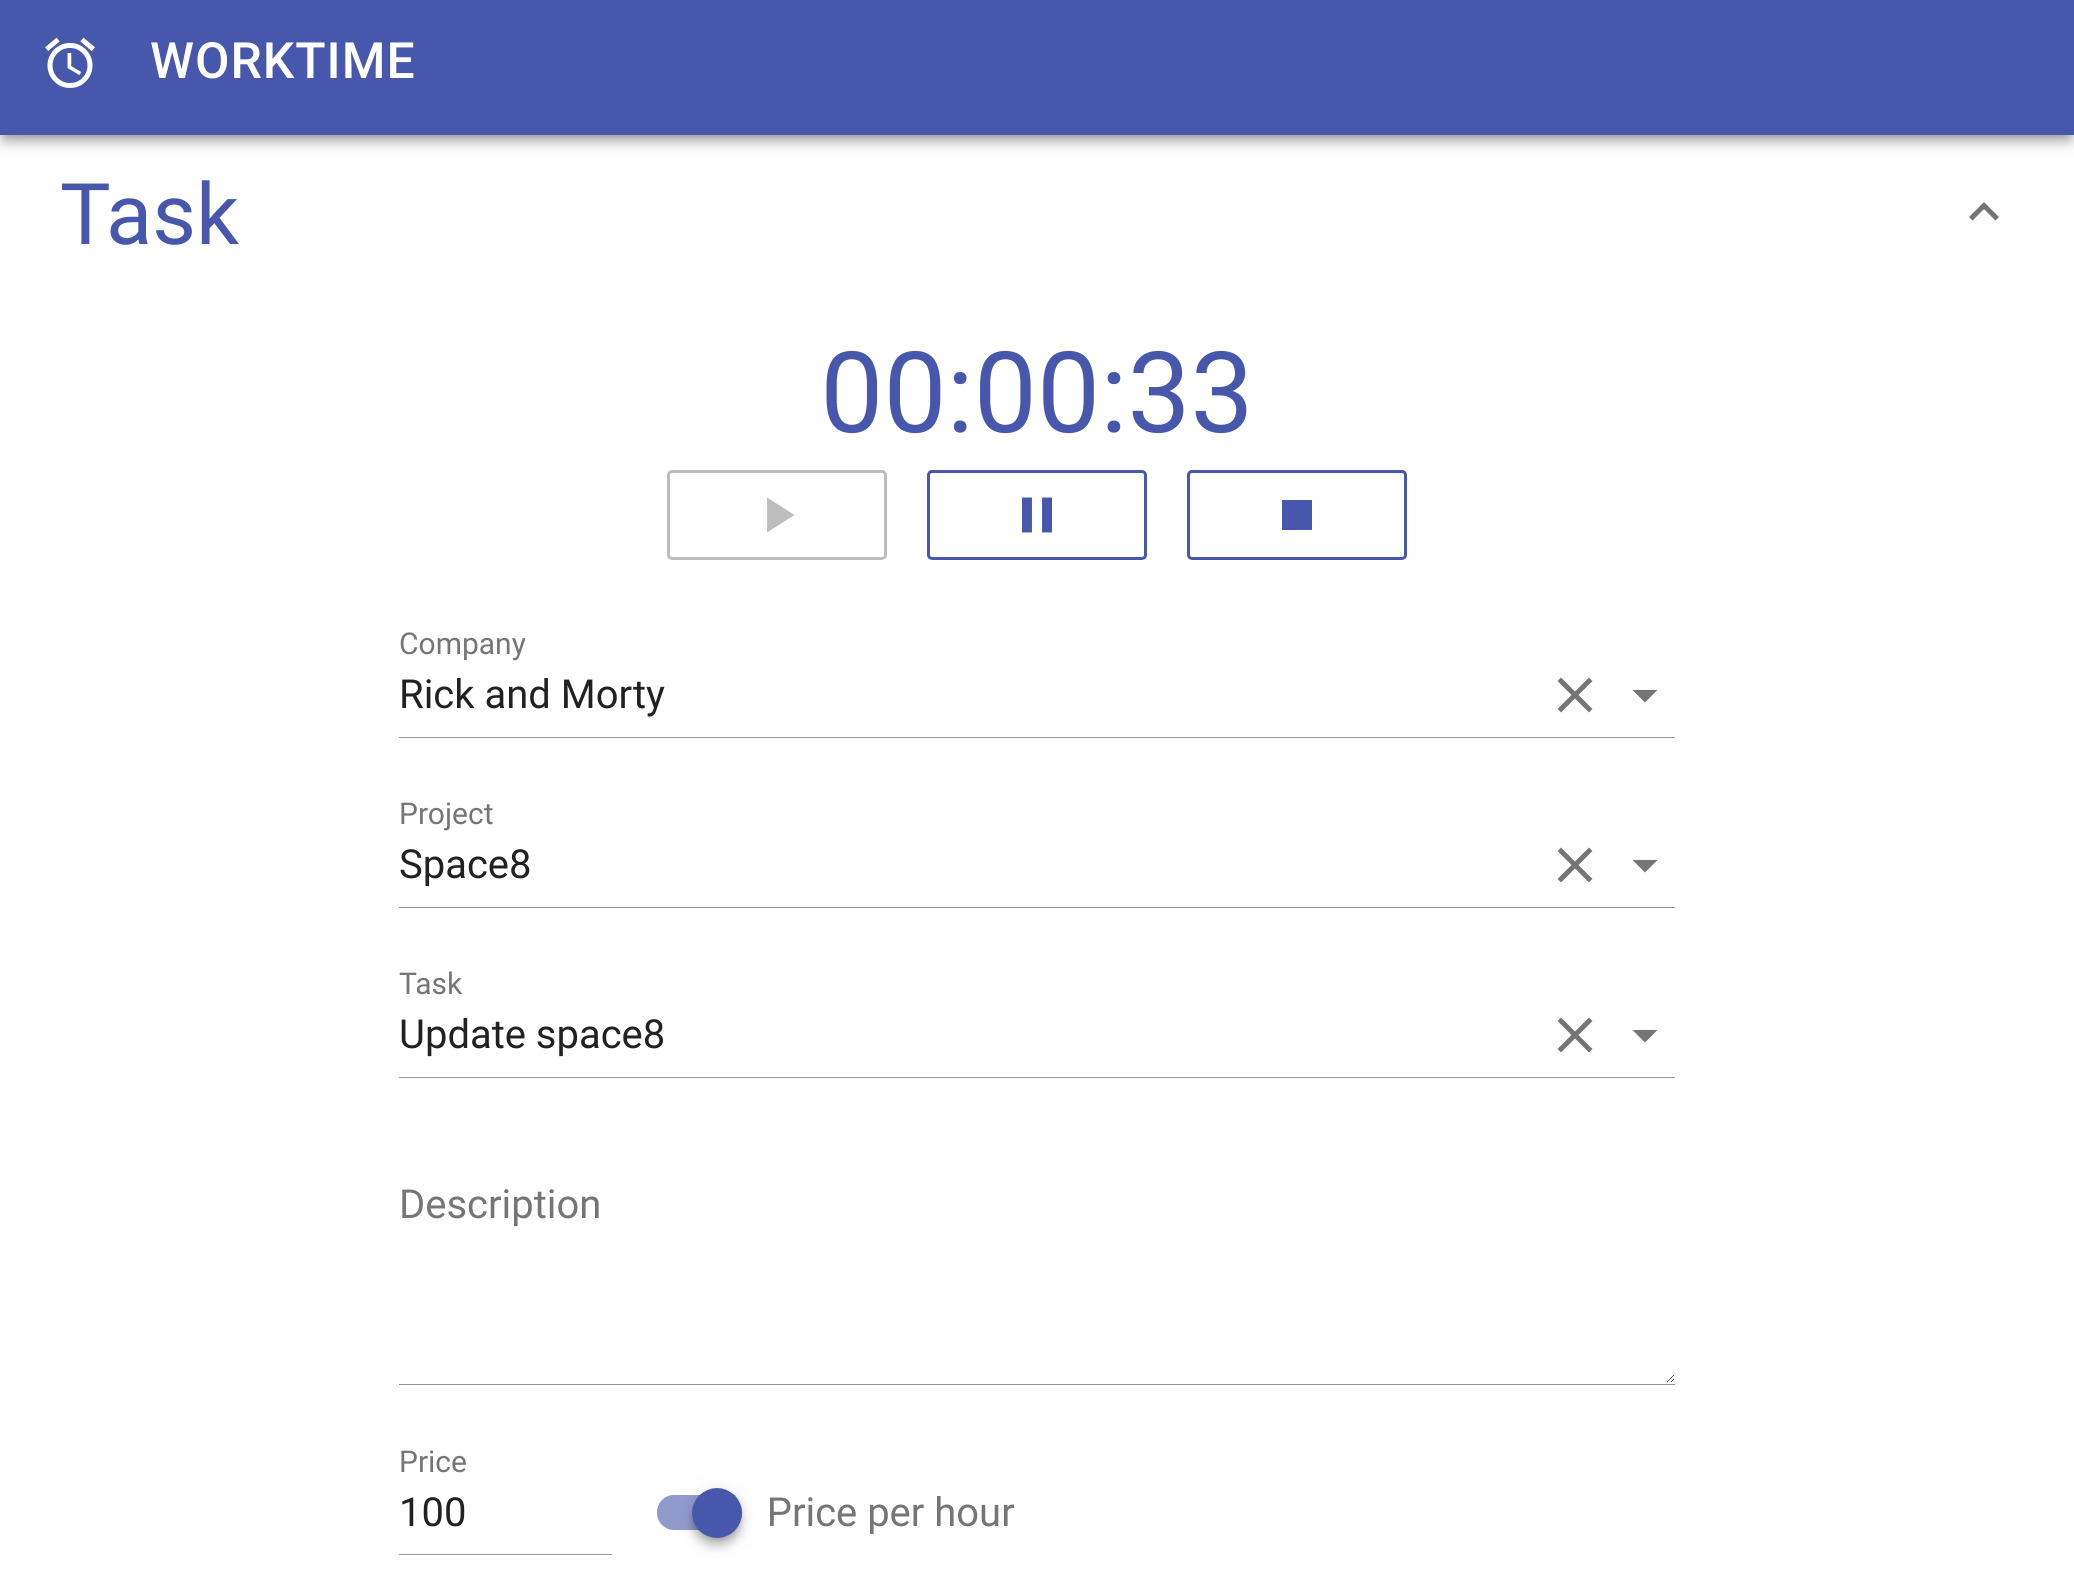 WORKTIME
Task
00:00:33
Company
Rick and Morty
Project
Space8
Task
Update space8
Description
Price
100
Price per hour